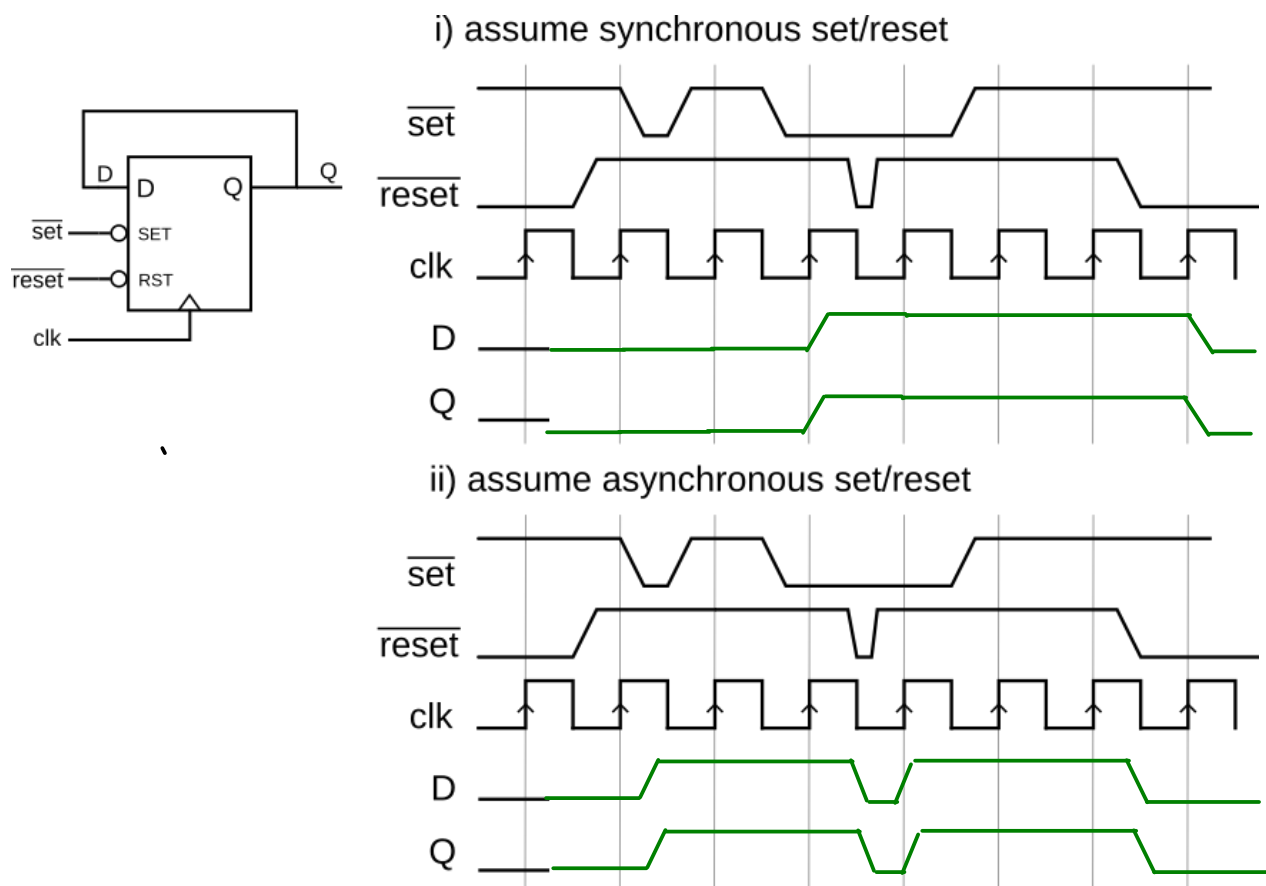 i) assume synchronous set/reset
set
reset
clk
D
Q
D
D
Q
Q
set
SET
reset
RST
clk
ii) assume asynchronous set/reset
set
reset
clk
D
Q